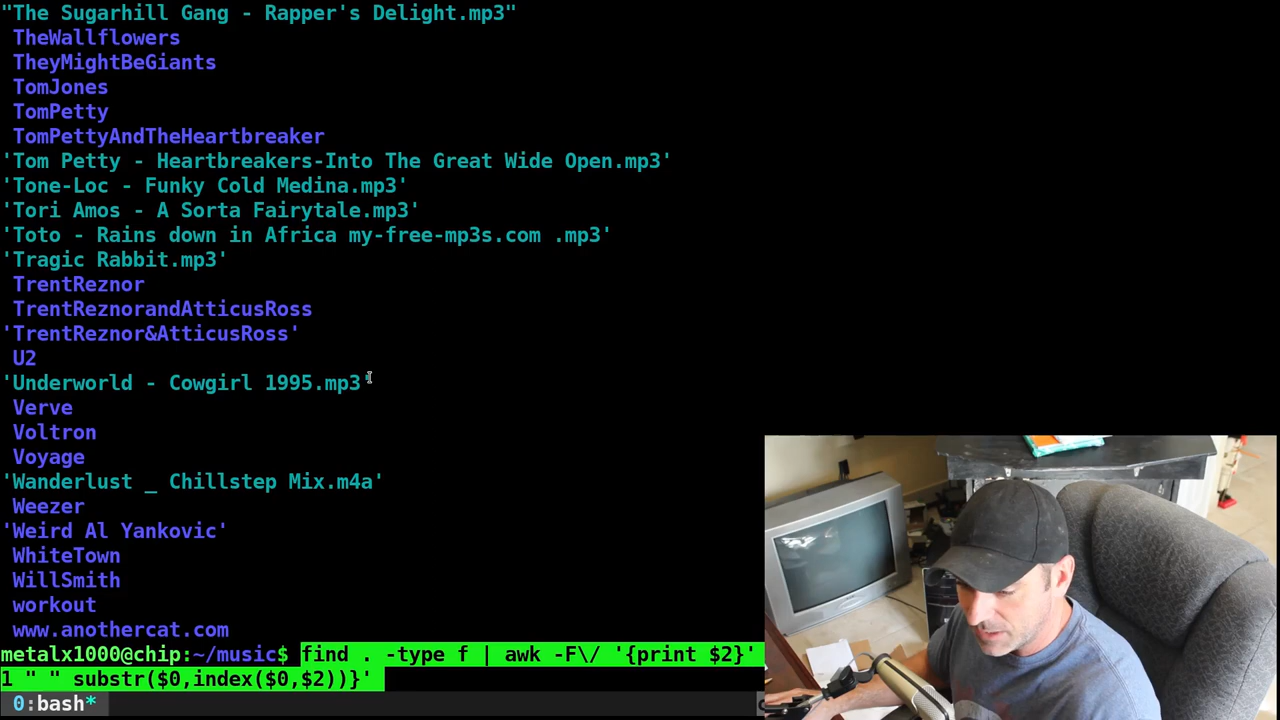 "The Sugarhill Gang - Rapper's Delight.mp3"
TheWallflowers
TheyMightBeGiants
TomJones
TomPetty
TomPettyAndTheHeartbreaker
'Tom Petty - Heartbreakers-Into The Great Wide Open.mp3'
'Tone-Loc - Funky Cold Medina.mp3'
'Tori Amos - A Sorta Fairytale.mp3'
'Toto - Rains down in Africa my-free-mp3s.com .mp3'
'Tragic Rabbit.mp3'
TrentReznor
TrentReznorandAtticusRoss
'TrentReznor&AtticusRoss'
U2
'Underworld - Cowgirl 1995.mp3'
Verve
Voltron
Voyage
'Wanderlust _ Chillstep Mix.m4a'
Weezer
'Weird Al Yankovic'
WhiteTown
WillSmith
workout
www.anothercat.com
metalx1000@chip:~/music$ find . -type f | awk -F\/ '{print $2}'
1 " " substr($0,index($0,$2))}'
0:bash*